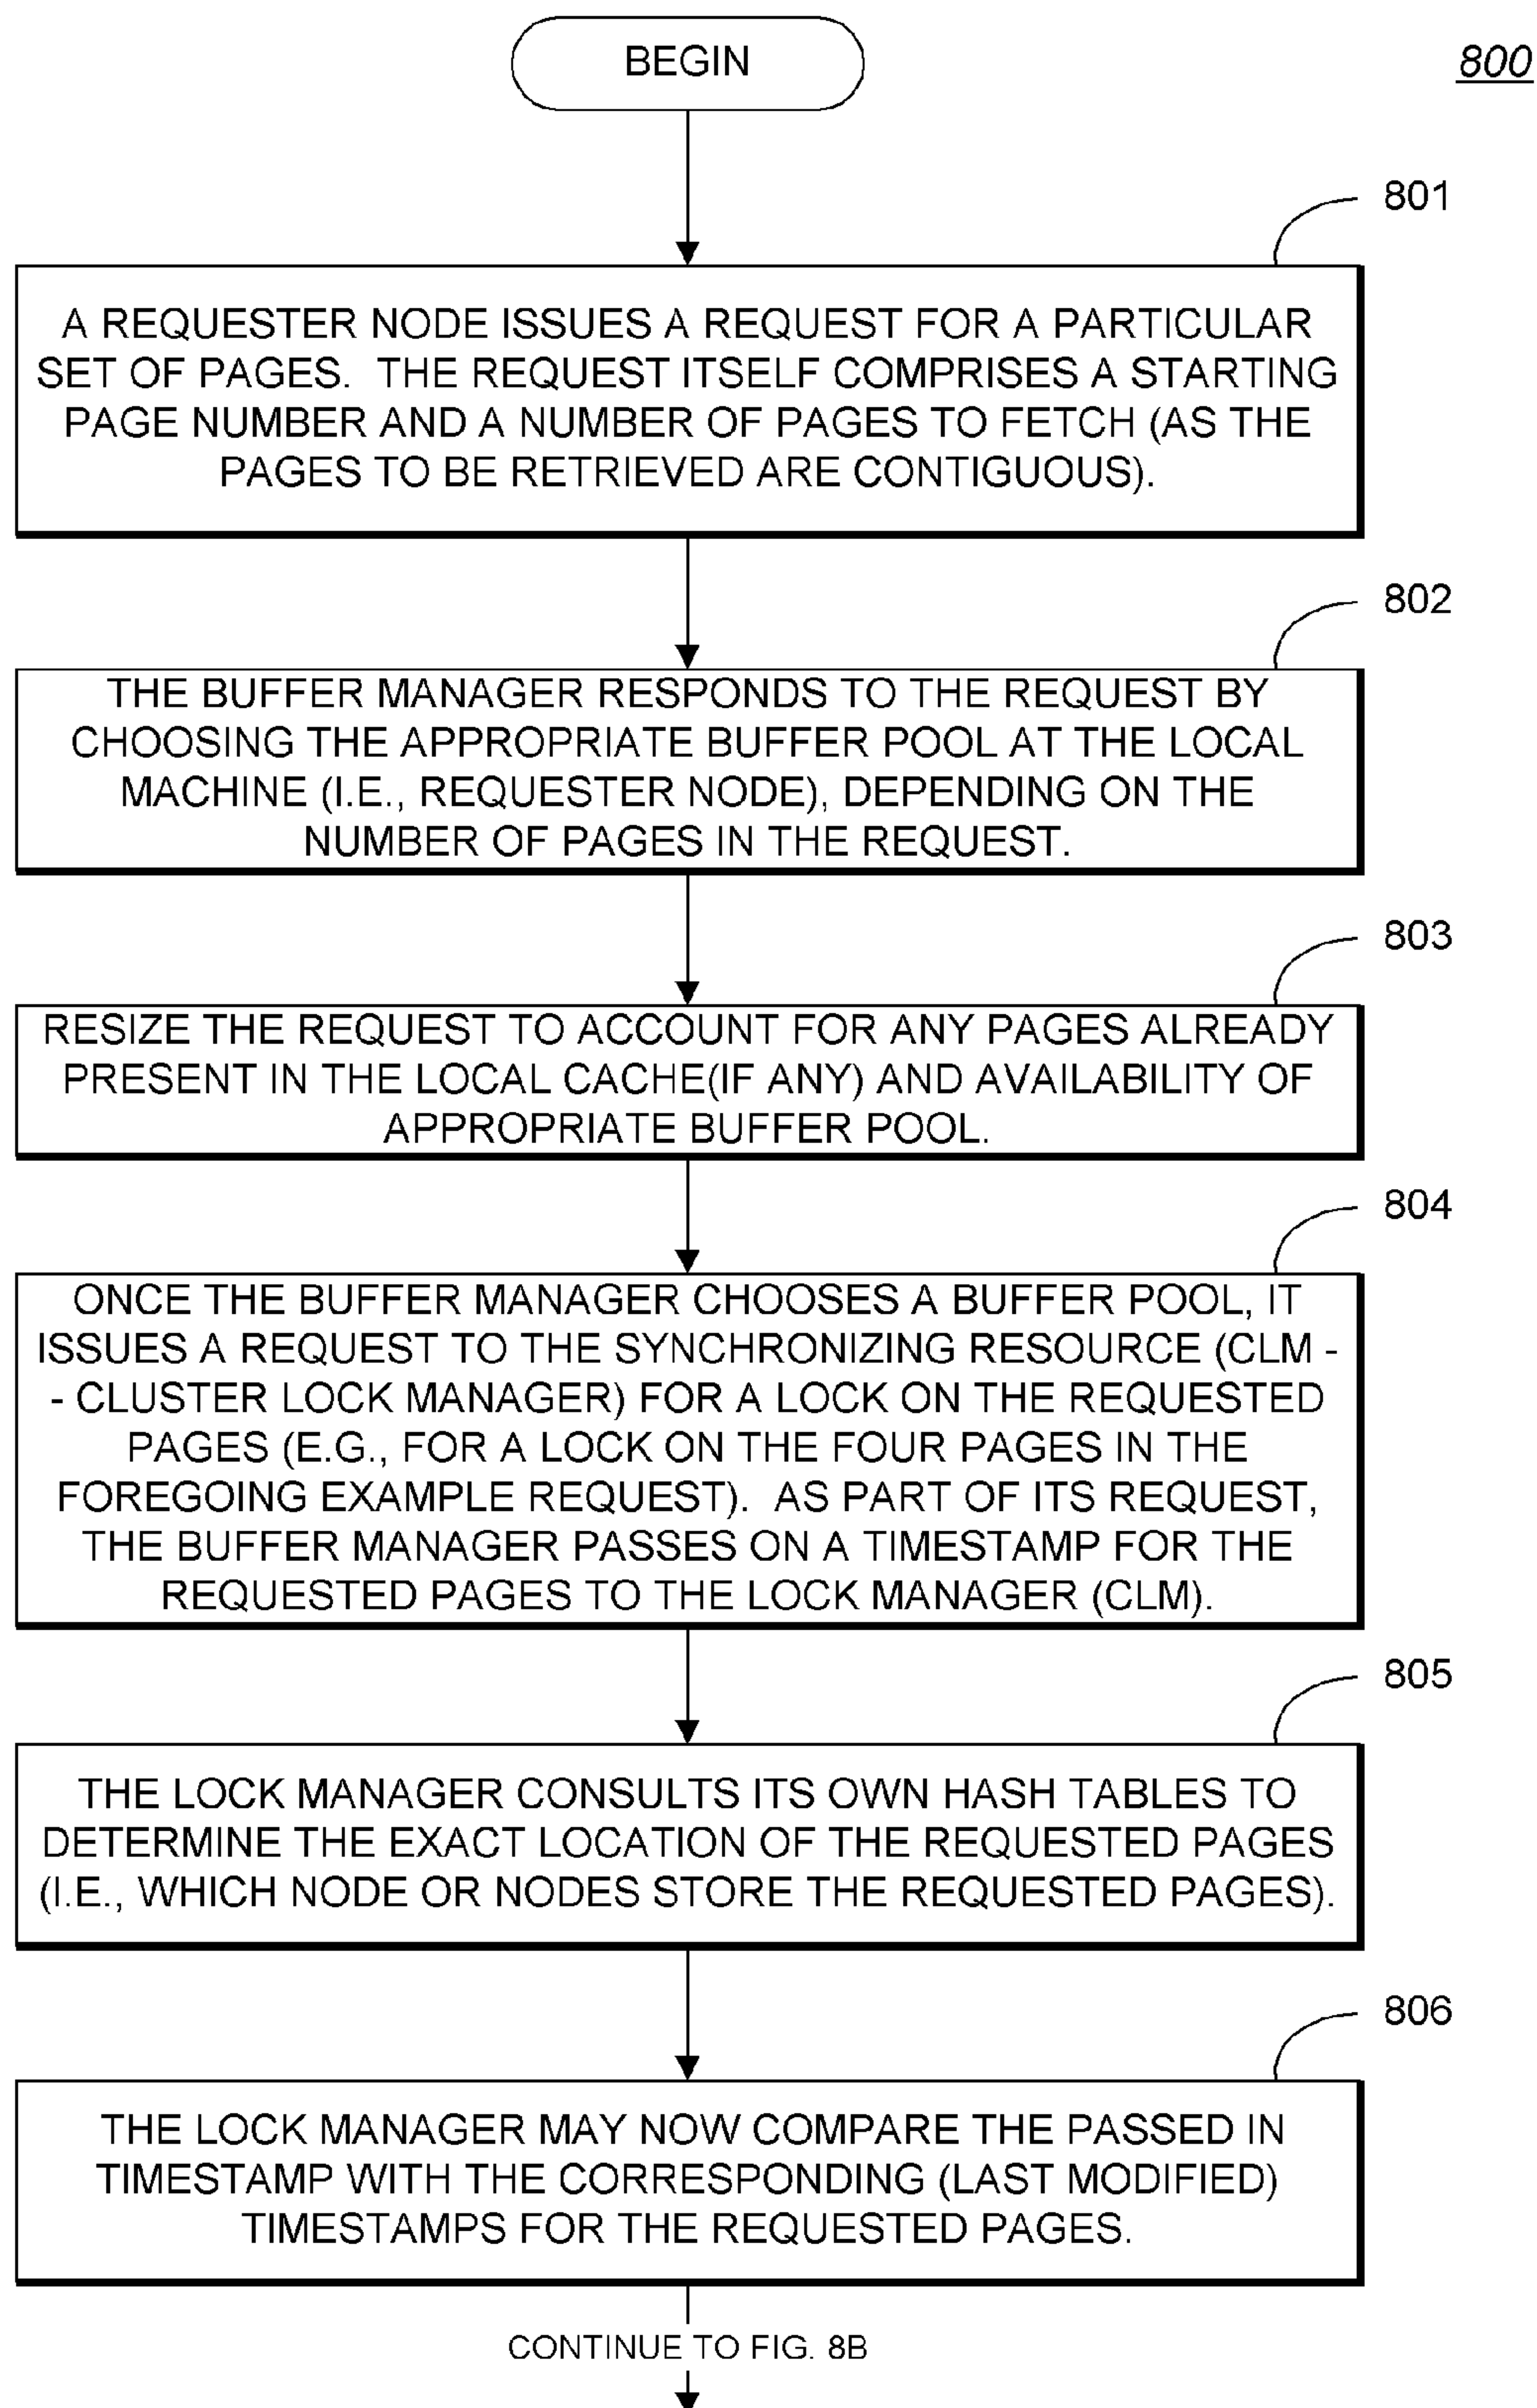 BEGIN
800
801
A REQUESTER NODE ISSUES A REQUEST FOR A PARTICULAR
SET OF PAGES.  THE REQUEST ITSELF COMPRISES A STARTING
PAGE NUMBER AND A NUMBER OF PAGES TO FETCH (AS THE
PAGES TO BE RETRIEVED ARE CONTIGUOUS).
802
THE BUFFER MANAGER RESPONDS TO THE REQUEST BY
CHOOSING THE APPROPRIATE BUFFER POOL AT THE LOCAL
MACHINE (I.E., REQUESTER NODE), DEPENDING ON THE
NUMBER OF PAGES IN THE REQUEST.
803
RESIZE THE REQUEST TO ACCOUNT FOR ANY PAGES ALREADY
PRESENT IN THE LOCAL CACHE(IF ANY) AND AVAILABILITY OF
APPROPRIATE BUFFER POOL.
804
ONCE THE BUFFER MANAGER CHOOSES A BUFFER POOL, IT
ISSUES A REQUEST TO THE SYNCHRONIZING RESOURCE (CLM -
- CLUSTER LOCK MANAGER) FOR A LOCK ON THE REQUESTED
PAGES (E.G., FOR A LOCK ON THE FOUR PAGES IN THE
FOREGOING EXAMPLE REQUEST).  AS PART OF ITS REQUEST,
THE BUFFER MANAGER PASSES ON A TIMESTAMP FOR THE
REQUESTED PAGES TO THE LOCK MANAGER (CLM).
805
THE LOCK MANAGER CONSULTS ITS OWN HASH TABLES TO
DETERMINE THE EXACT LOCATION OF THE REQUESTED PAGES
(I.E., WHICH NODE OR NODES STORE THE REQUESTED PAGES).
806
THE LOCK MANAGER MAY NOW COMPARE THE PASSED IN
TIMESTAMP WITH THE CORRESPONDING (LAST MODIFIED)
TIMESTAMPS FOR THE REQUESTED PAGES.
CONTINUE TO FIG. 8B